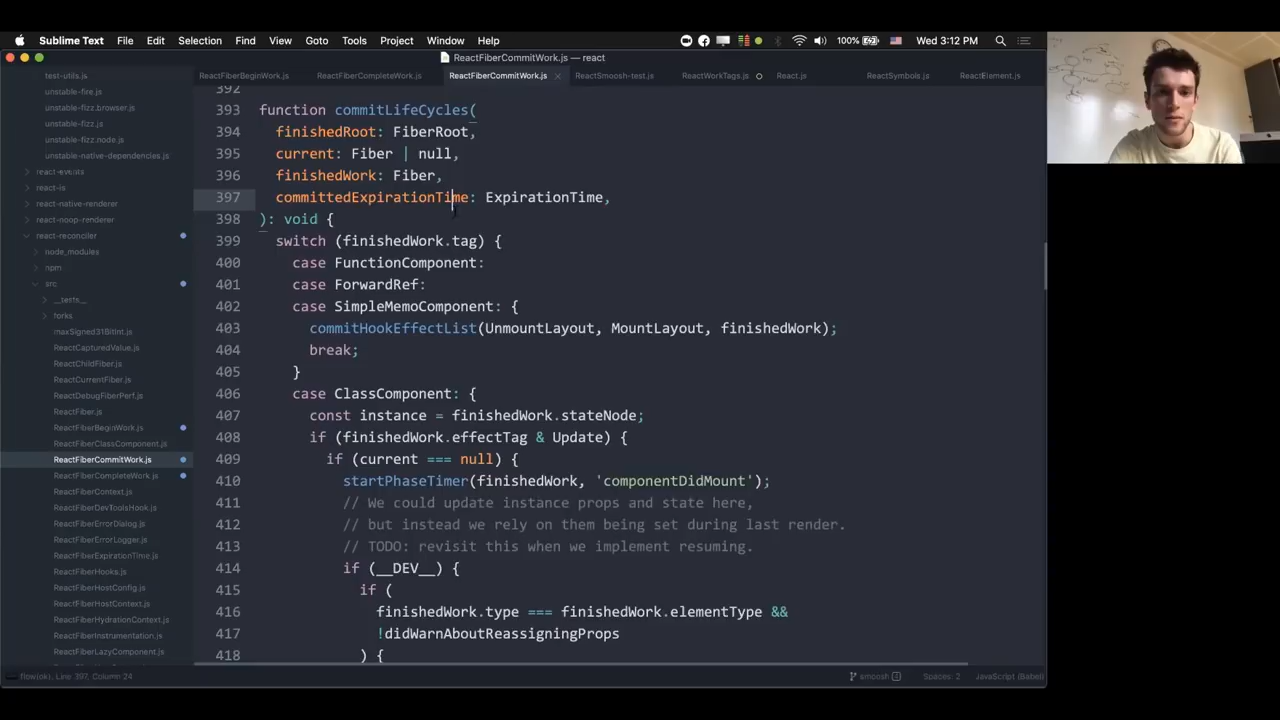 Sublime Text File Edit Selection Find Goto Tools Project Window Help 100% Wed 3:12 PM
ReactFiberCommitWork.js — react
ReactFiberBeginWork.js ReactFiberCompleteWork.js ReactFiberCommitWork.js × ReactSmoosh-test.js ReactWorkTags.js React.js ReactSymbols.js ReactElement.js
test-utils.js
unstable-fire.js
unstable-fizz.browser.js
unstable-fizz.js
unstable-fizz.node.js
unstable-native-dependencies.js
react-events
react-is
react-native-renderer
react-noop-renderer
react-reconciler
node_modules
npm
src
__tests__
forks
maxSigned31BitInt.js
ReactCapturedValue.js
ReactChildFiber.js
ReactCurrentFiber.js
ReactDebugFiberPerf.js
ReactFiber.js
ReactFiberBeginWork.js
ReactFiberClassComponent.js
ReactFiberCommitWork.js
ReactFiberCompleteWork.js
ReactFiberContext.js
ReactFiberDevToolsHook.js
ReactFiberErrorDialog.js
ReactFiberErrorLogger.js
ReactFiberExpirationTime.js
ReactFiberHooks.js
ReactFiberHostConfig.js
ReactFiberHostContext.js
ReactFiberHydrationContext.js
ReactFiberInstrumentation.js
ReactFiberLazyComponent.js
392
393 function commitLifeCycles(
394 finishedRoot: FiberRoot,
395 current: Fiber | null,
396 finishedWork: Fiber,
397 committedExpirationTime: ExpirationTime,
398 ): void {
399 switch (finishedWork.tag) {
400 case FunctionComponent:
401 case ForwardRef:
402 case SimpleMemoComponent: {
403 commitHookEffectList(UnmountLayout, MountLayout, finishedWork);
404 break;
405 }
406 case ClassComponent: {
407 const instance = finishedWork.stateNode;
408 if (finishedWork.effectTag & Update) {
409 if (current === null) {
410 startPhaseTimer(finishedWork, 'componentDidMount');
411 // We could update instance props and state here,
412 // but instead we rely on them being set during last render.
413 // TODO: revisit this when we implement resuming.
414 if (__DEV__) {
415 if (
416 finishedWork.type === finishedWork.elementType &&
417 !didWarnAboutReassigningProps
418 ) {
flow(ok), Line 397, Column 24 smoosh Spaces: 2 JavaScript (Babel)